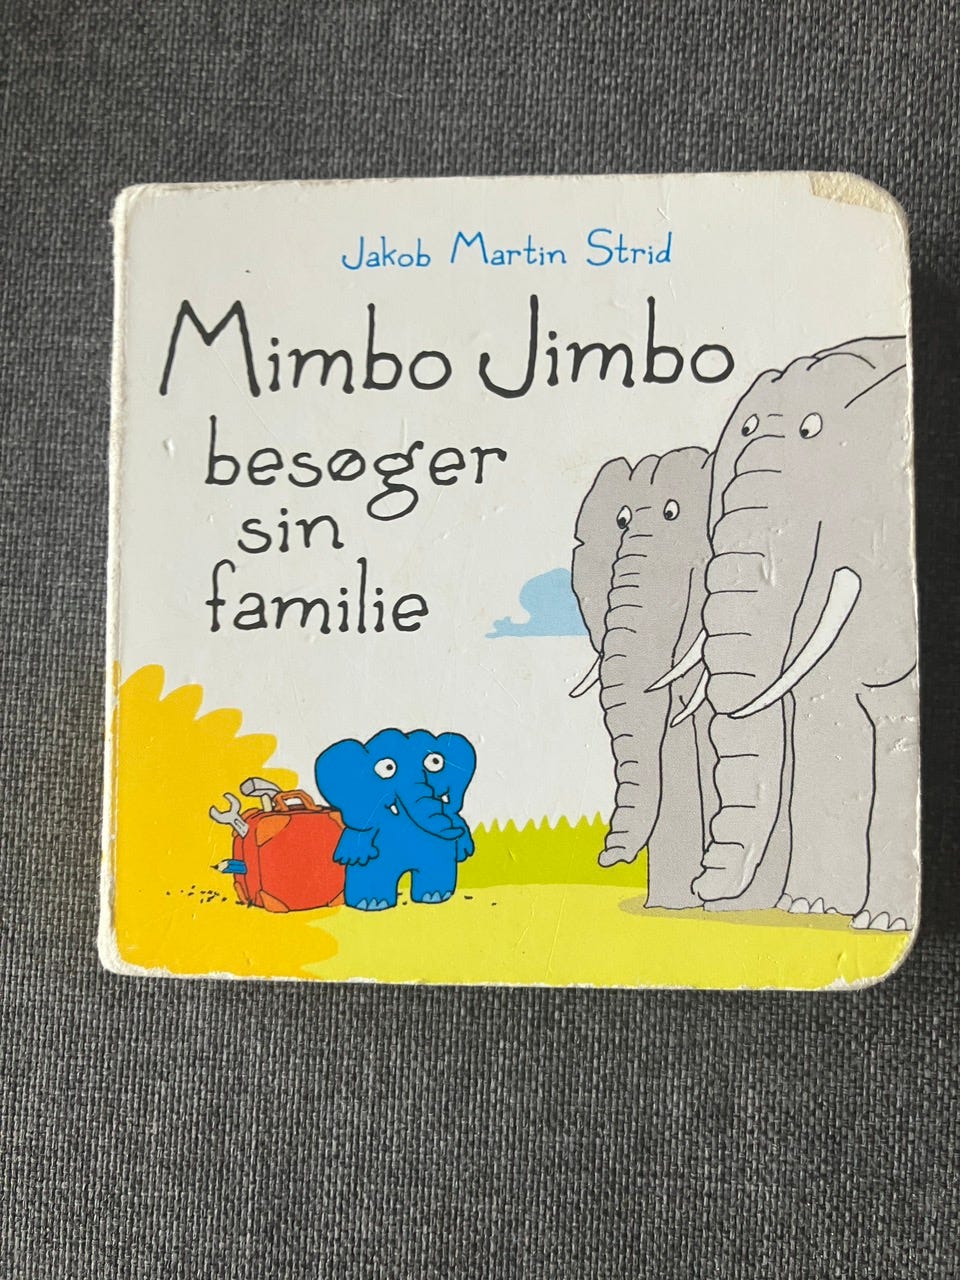 Jakob Martin Strid
Mimbo Jimbo
besøger
sin
familie